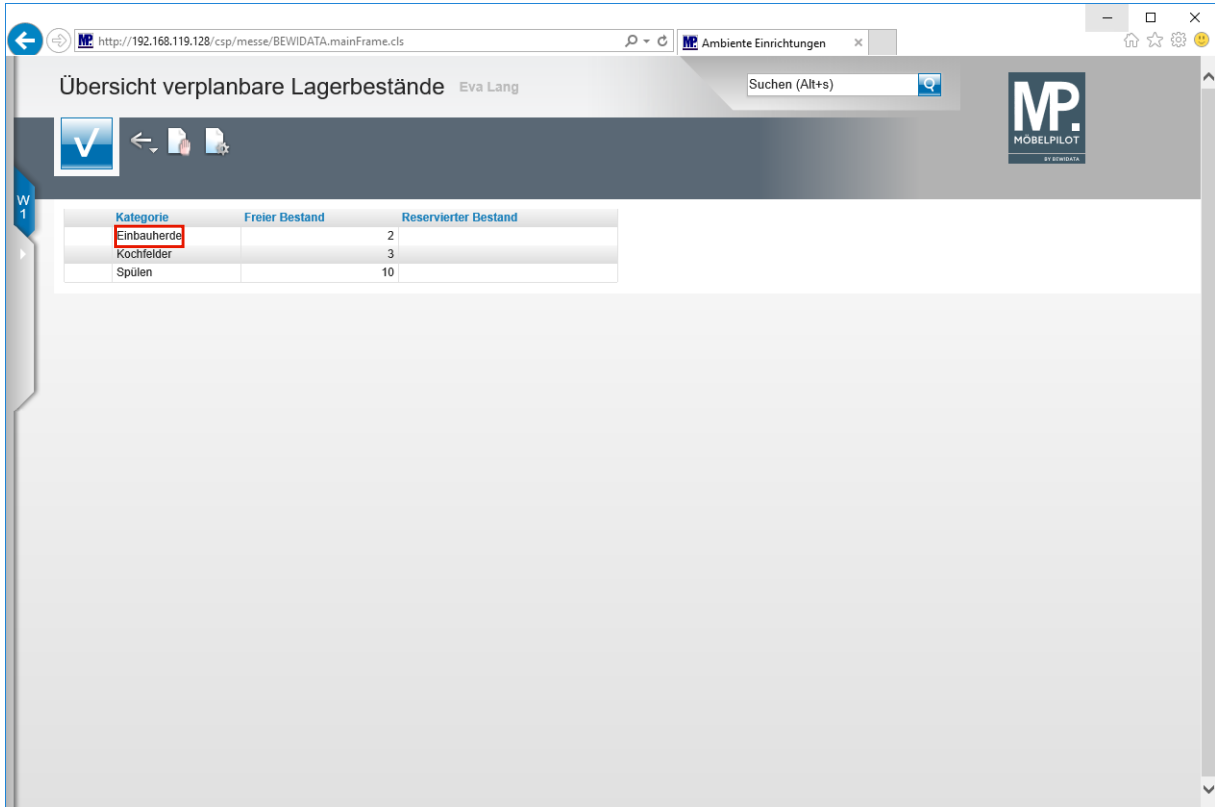 http://192.168.119.128/csp/messe/BEWIDATA.mainFrame.cls
MP. Ambiente Einrichtungen
Übersicht verplanbare Lagerbestände Eva Lang
Suchen (Alt+s)
MP.
MÖBELPILOT
BY BEWIDATA
W
1
Kategorie Freier Bestand Reservierter Bestand
Einbauherde 2
Kochfelder 3
Spülen 10